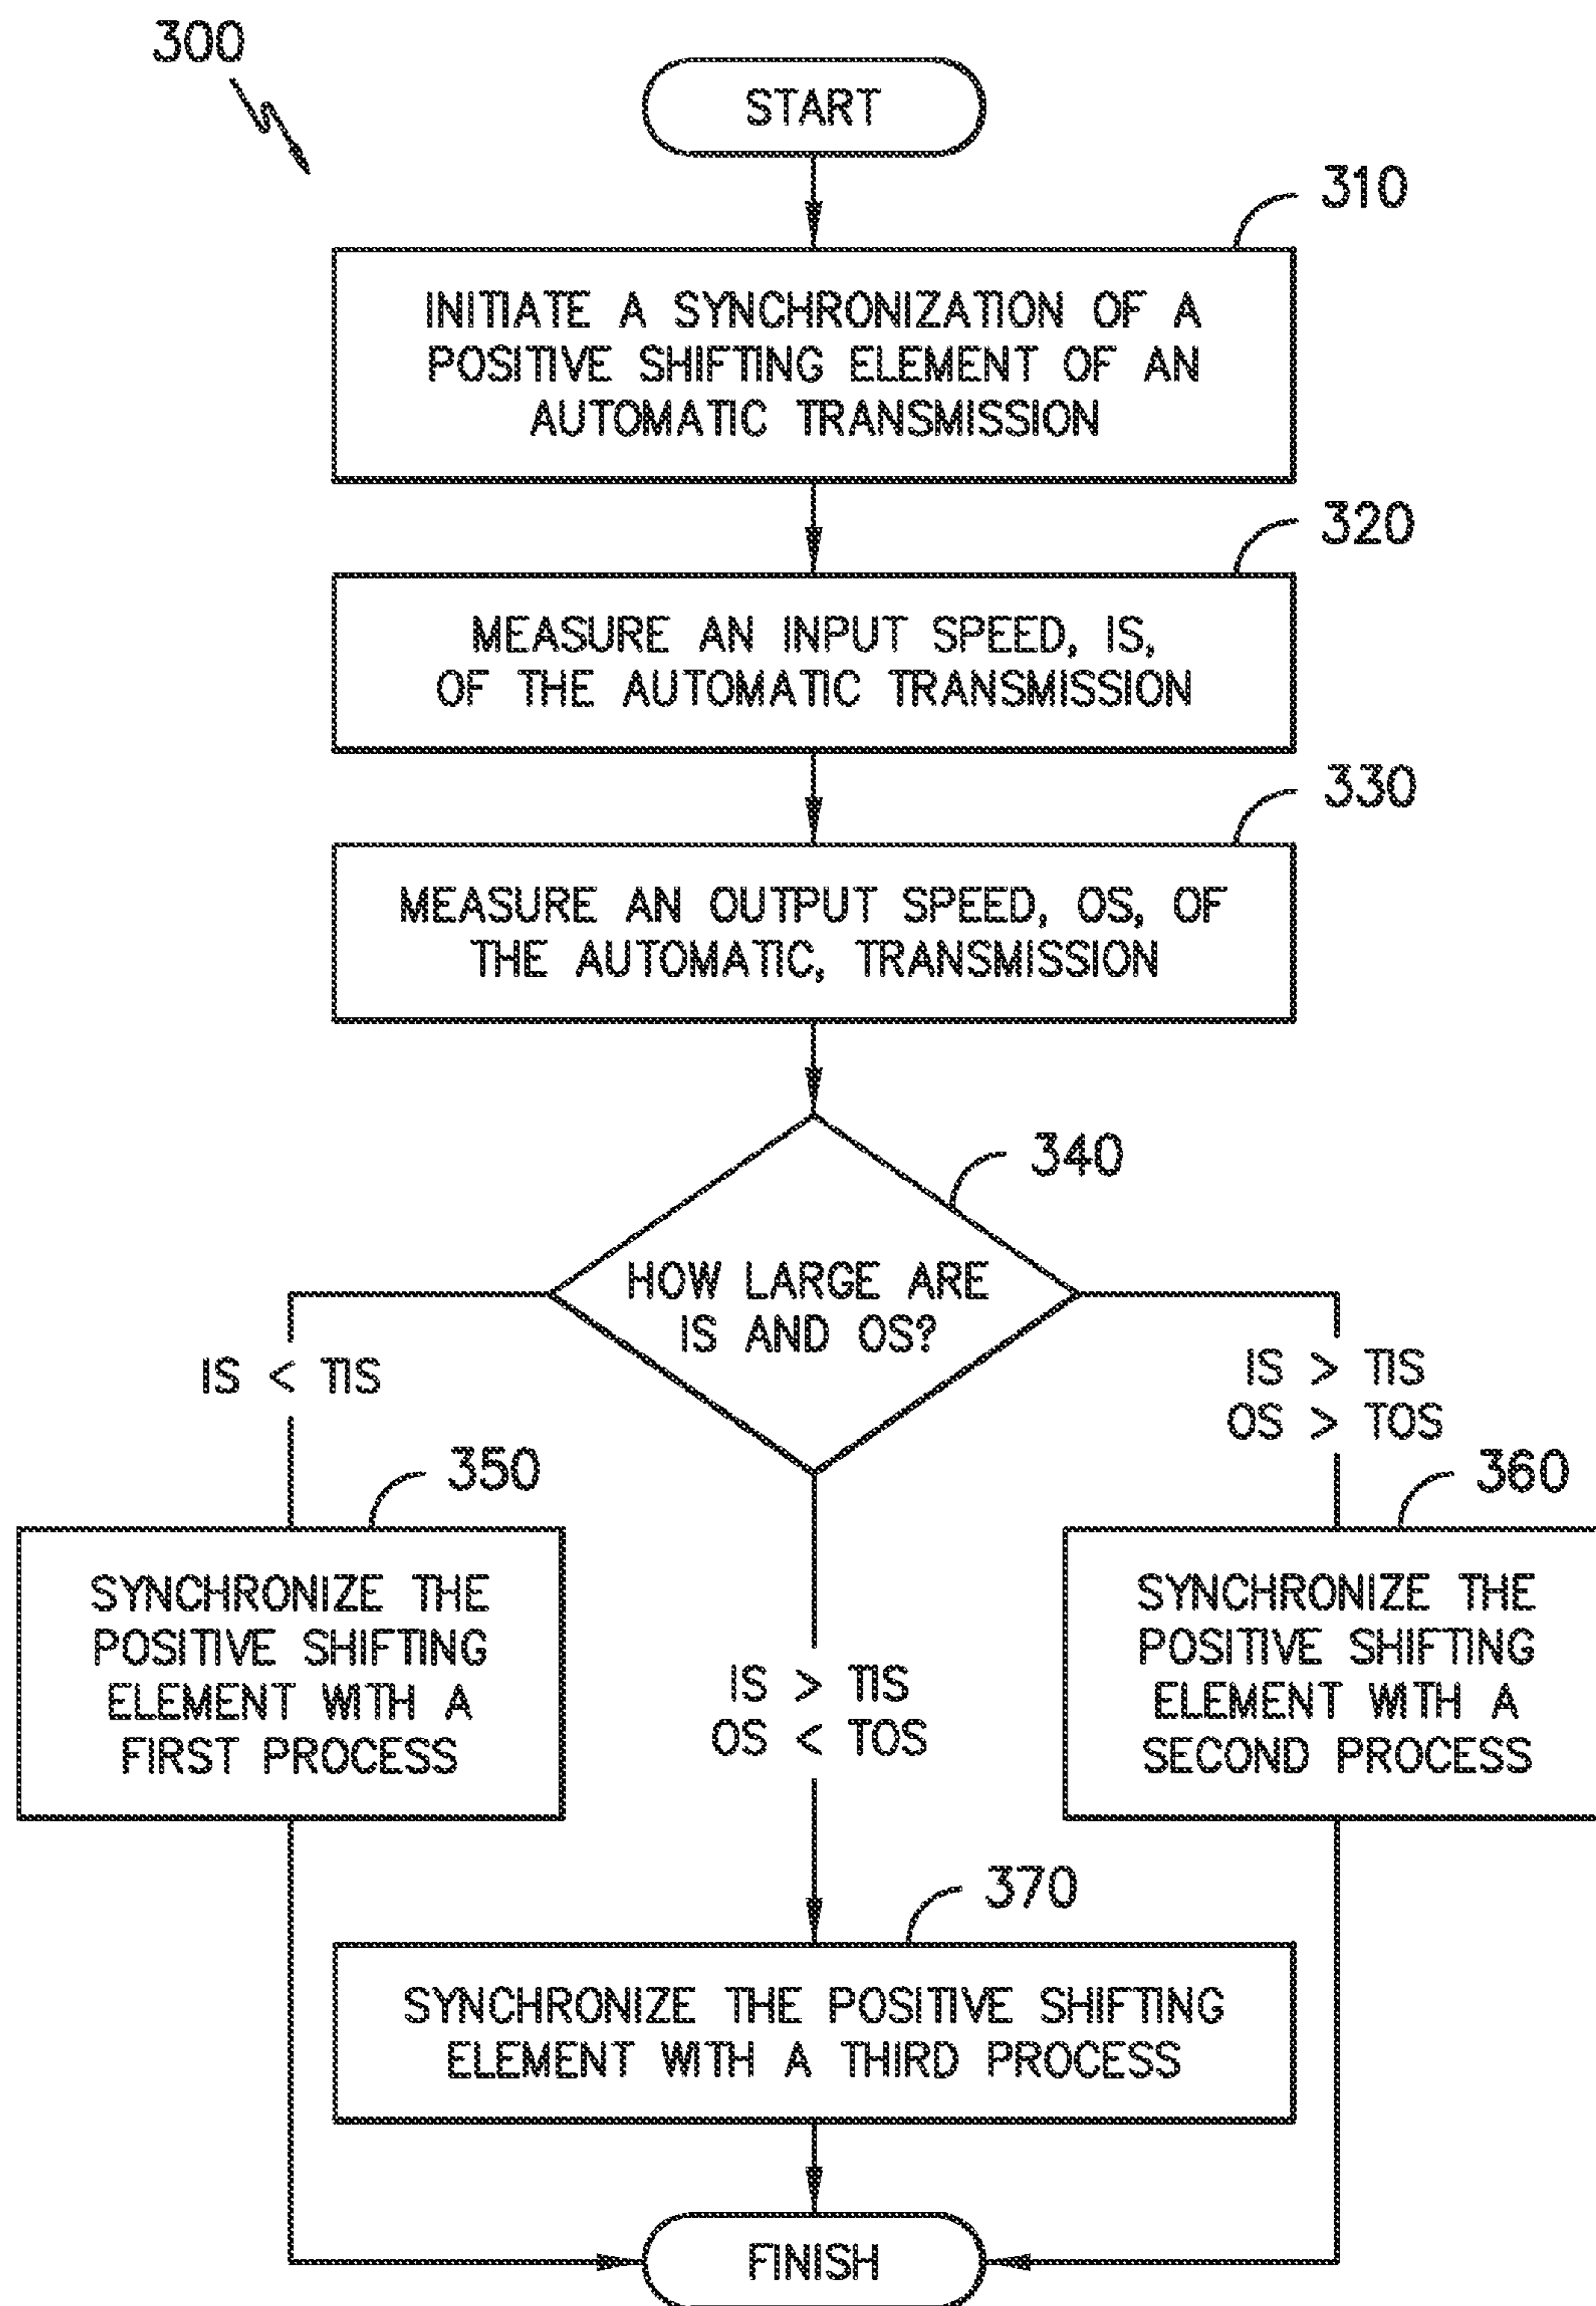 300
START
310
INITIATE A SYNCHRONIZATION OF A
POSITIVE SHIFTING ELEMENT OF AN
AUTOMATIC TRANSMISSION
320
MEASURE AN INPUT SPEED, IS,
OF THE AUTOMATIC TRANSMISSION
330
MEASURE AN OUTPUT SPEED, OS, OF
THE AUTOMATIC, TRANSMISSION
340
HOW LARGE ARE
IS AND OS?
IS < TIS
IS > TIS
OS > TOS
350
SYNCHRONIZE THE
POSITIVE SHIFTING
ELEMENT WITH A
FIRST PROCESS
IS > TIS
OS < TOS
360
SYNCHRONIZE THE
POSITIVE SHIFTING
ELEMENT WITH A
SECOND PROCESS
370
SYNCHRONIZE THE POSITIVE SHIFTING
ELEMENT WITH A THIRD PROCESS
FINISH